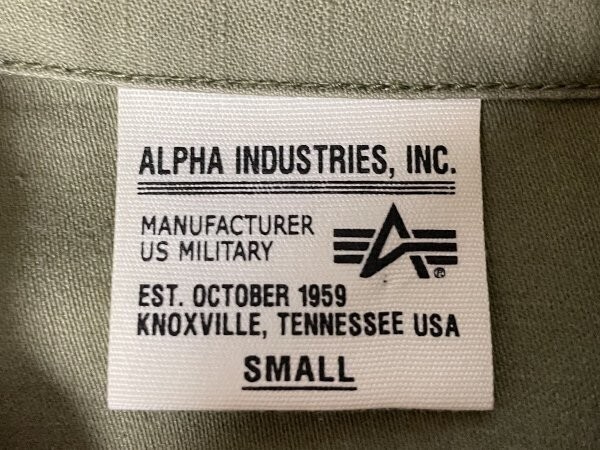 ALPHA INDUSTRIES, INC.
MANUFACTURER
US MILITARY
EST. OCTOBER 1959
KNOXVILLE, TENNESSEE USA
SMALL